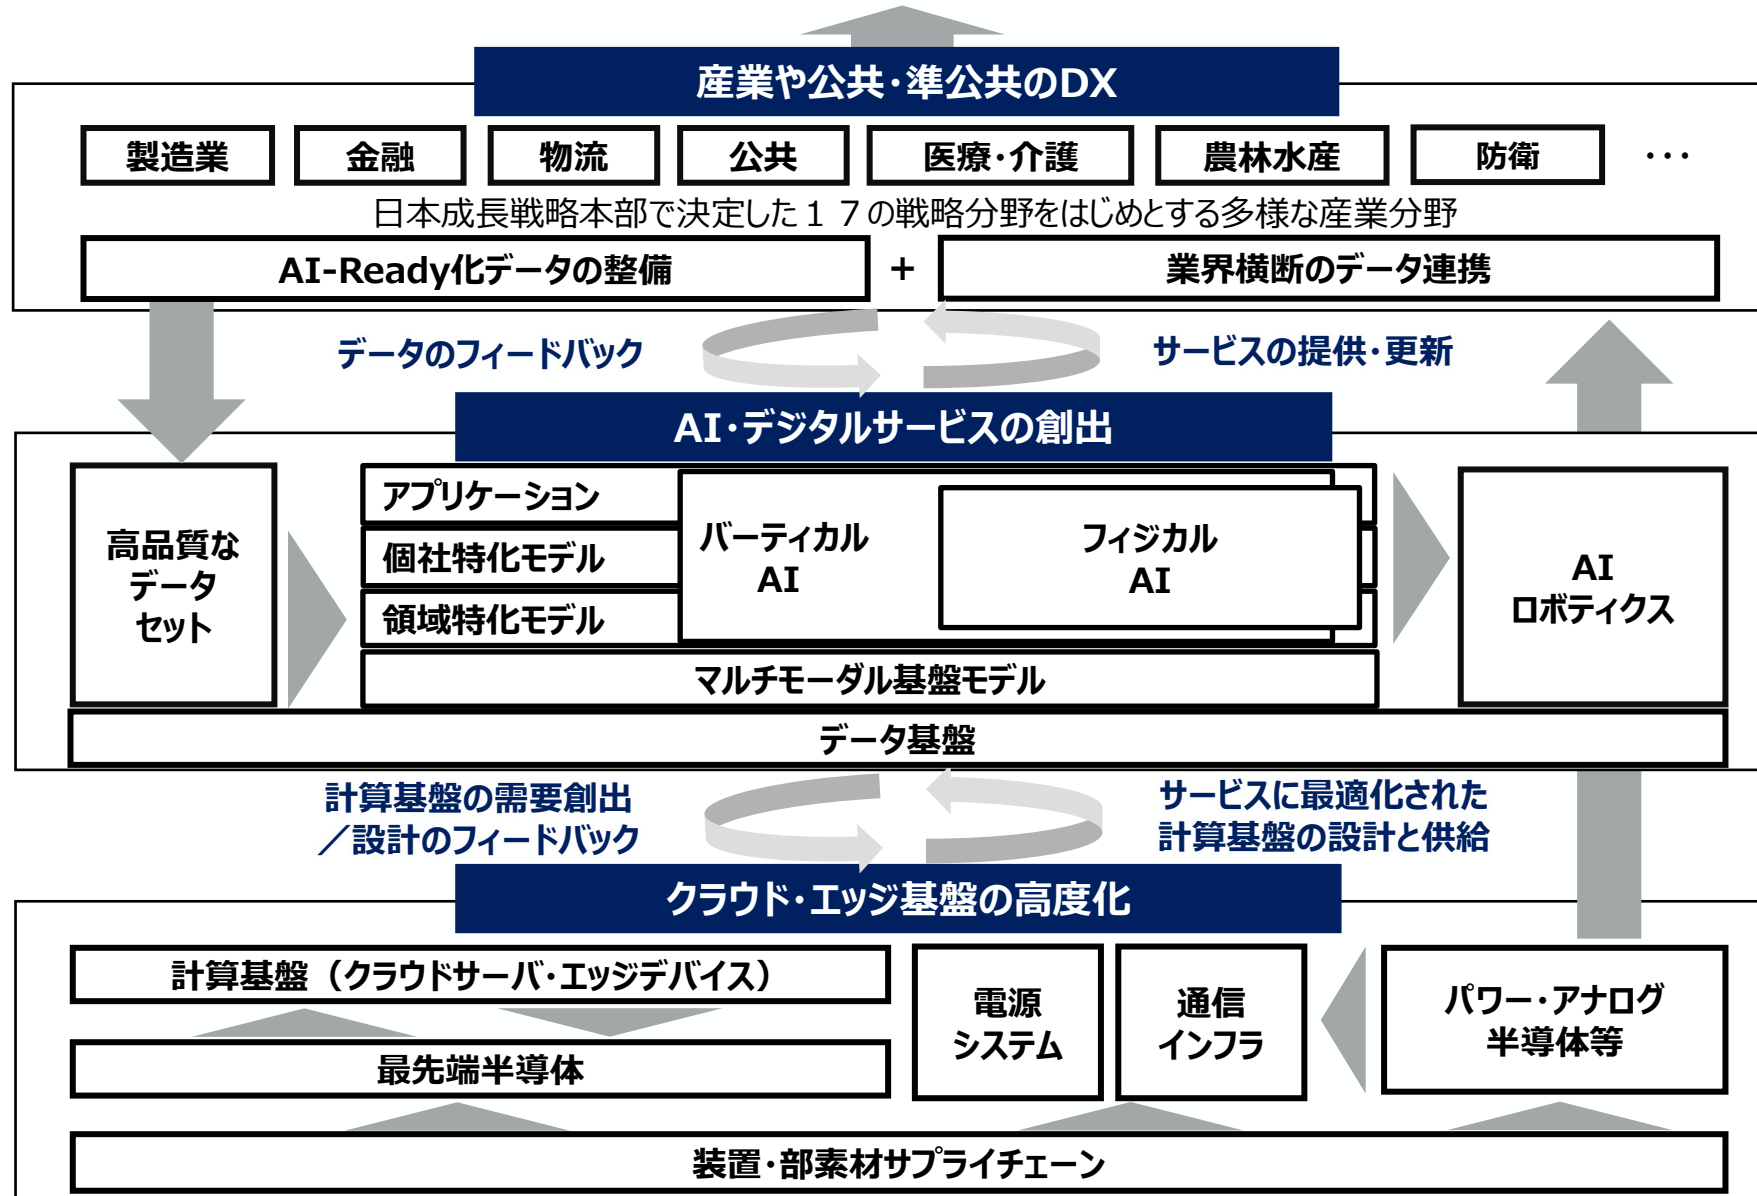 産業や公共・準公共のDX
製造業
金融
物流
公共
医療・介護
農林水産
防衛
・・・
日本成長戦略本部で決定した１７の戦略分野をはじめとする多様な産業分野
AI-Ready化データの整備
+
業界横断のデータ連携
データのフィードバック
サービスの提供・更新
AI・デジタルサービスの創出
高品質な
データ
セット
アプリケーション
個社特化モデル
領域特化モデル
バーティカル
AI
フィジカル
AI
マルチモーダル基盤モデル
AI
ロボティクス
データ基盤
計算基盤の需要創出
／設計のフィードバック
サービスに最適化された
計算基盤の設計と供給
クラウド・エッジ基盤の高度化
計算基盤（クラウドサーバ・エッジデバイス）
最先端半導体
電源
システム
通信
インフラ
パワー・アナログ
半導体等
装置・部素材サプライチェーン